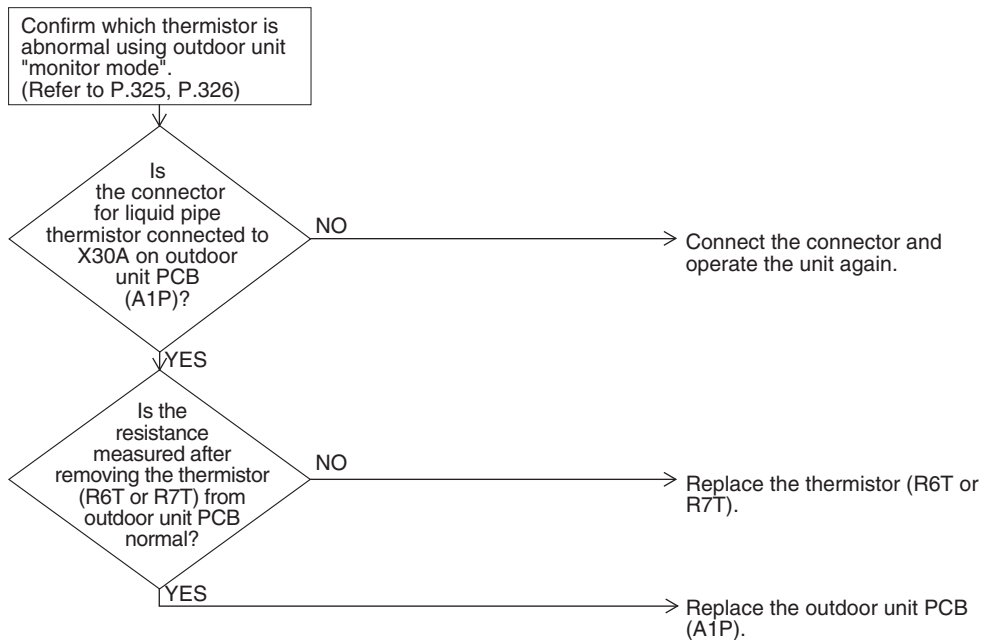 Confirm which thermistor is
abnormal using outdoor unit
"monitor mode".
(Refer to P.325, P.326)
Is
the connector
for liquid pipe
thermistor connected to
X30A on outdoor
unit PCB
(A1P)?
NO
Connect the connector and
operate the unit again.
YES
Is the
resistance
measured after
removing the thermistor
(R6T or R7T) from
outdoor unit PCB
normal?
NO
Replace the thermistor (R6T or
R7T).
YES
Replace the outdoor unit PCB
(A1P).